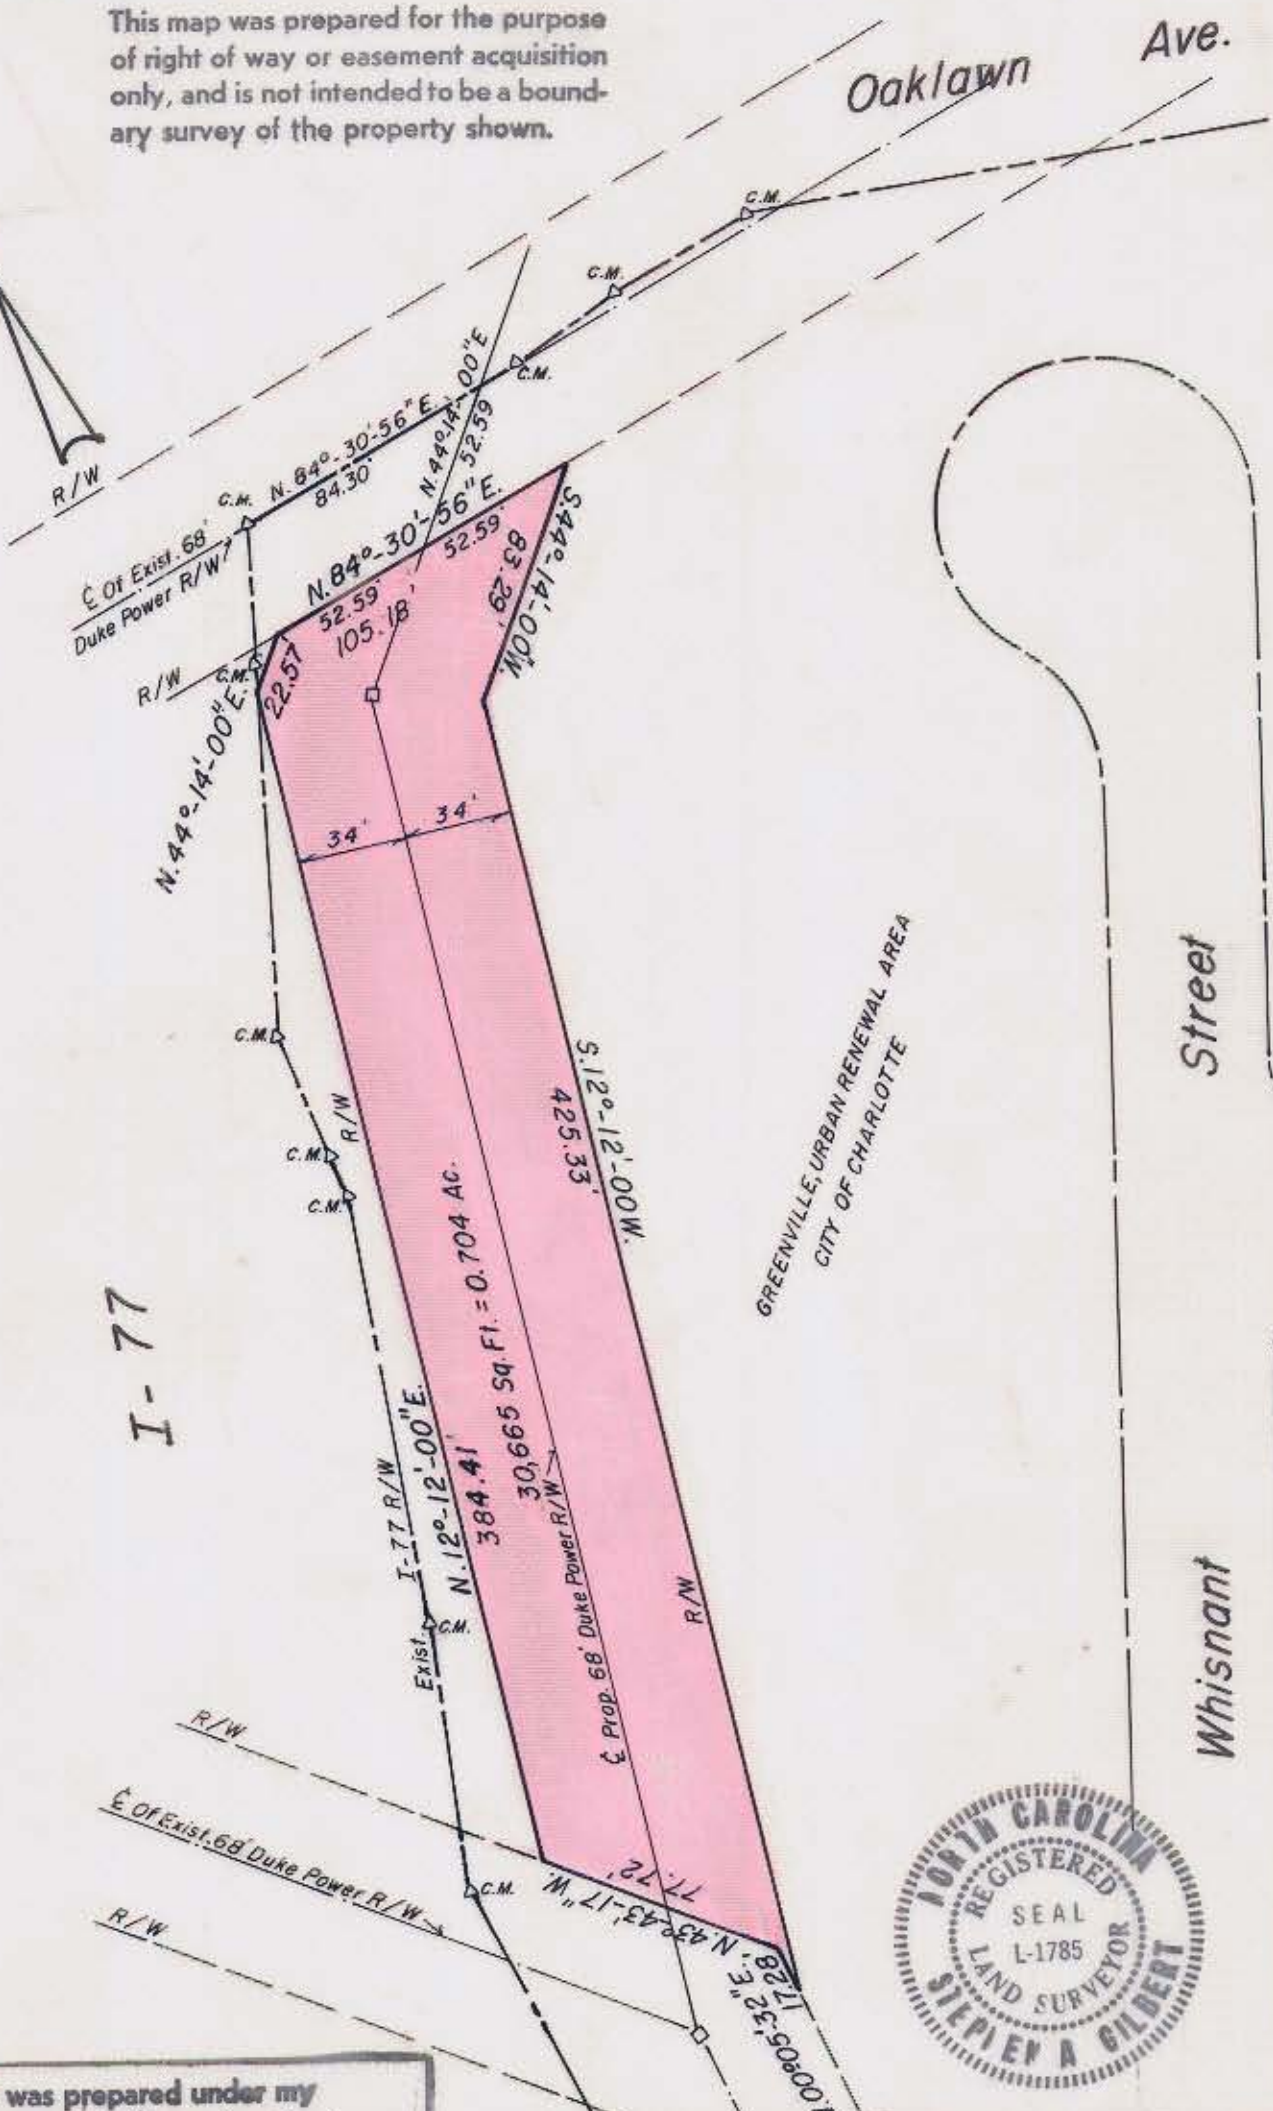 This map was prepared for the purpose
of right of way or easement acquisition
only, and is not intended to be a bound-
ary survey of the property shown.
Oaklawn Ave.
C.M.
C.M.
C.M.
R/W
C.M.
N.84°-30'-56"E.
84.30'
N.44°-14'-00"E
52.59
℄ Of Exist. 68'
Duke Power R/W
N.84°-30'-56"E.
52.59'
52.59'
105.18'
S.44°-14'-00"W.
83.29'
R/W
C.M.
22.57'
N.44°-14'-00"E.
34'
34'
C.M.
R/W
C.M.
C.M.
S.12°-12'-00W.
425.33'
GREENVILLE, URBAN RENEWAL AREA
CITY OF CHARLOTTE
Street
Whisnant
I-77
30,665 Sq. Ft. = 0.704 AC.
N.12°-12'-00"E.
384.41'
Exist. I-77 R/W
C.M.
℄ Prop. 68' Duke Power R/W
R/W
R/W
℄ Of Exist. 68' Duke Power R/W
R/W
C.M.
77.72'
N.43°-43'-17"W.
17.28'
.00°05'32"E.
NORTH CAROLINA
REGISTERED
SEAL
L-1785
LAND SURVEYOR
STEPHEN A GILBERT
was prepared under my